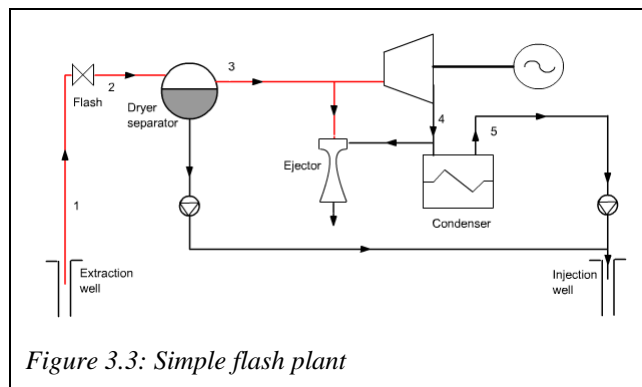 3
2
Flash
Dryer
separator
4
5
Ejector
Condenser
1
Extraction
well
Injection
well
Figure 3.3: Simple flash plant